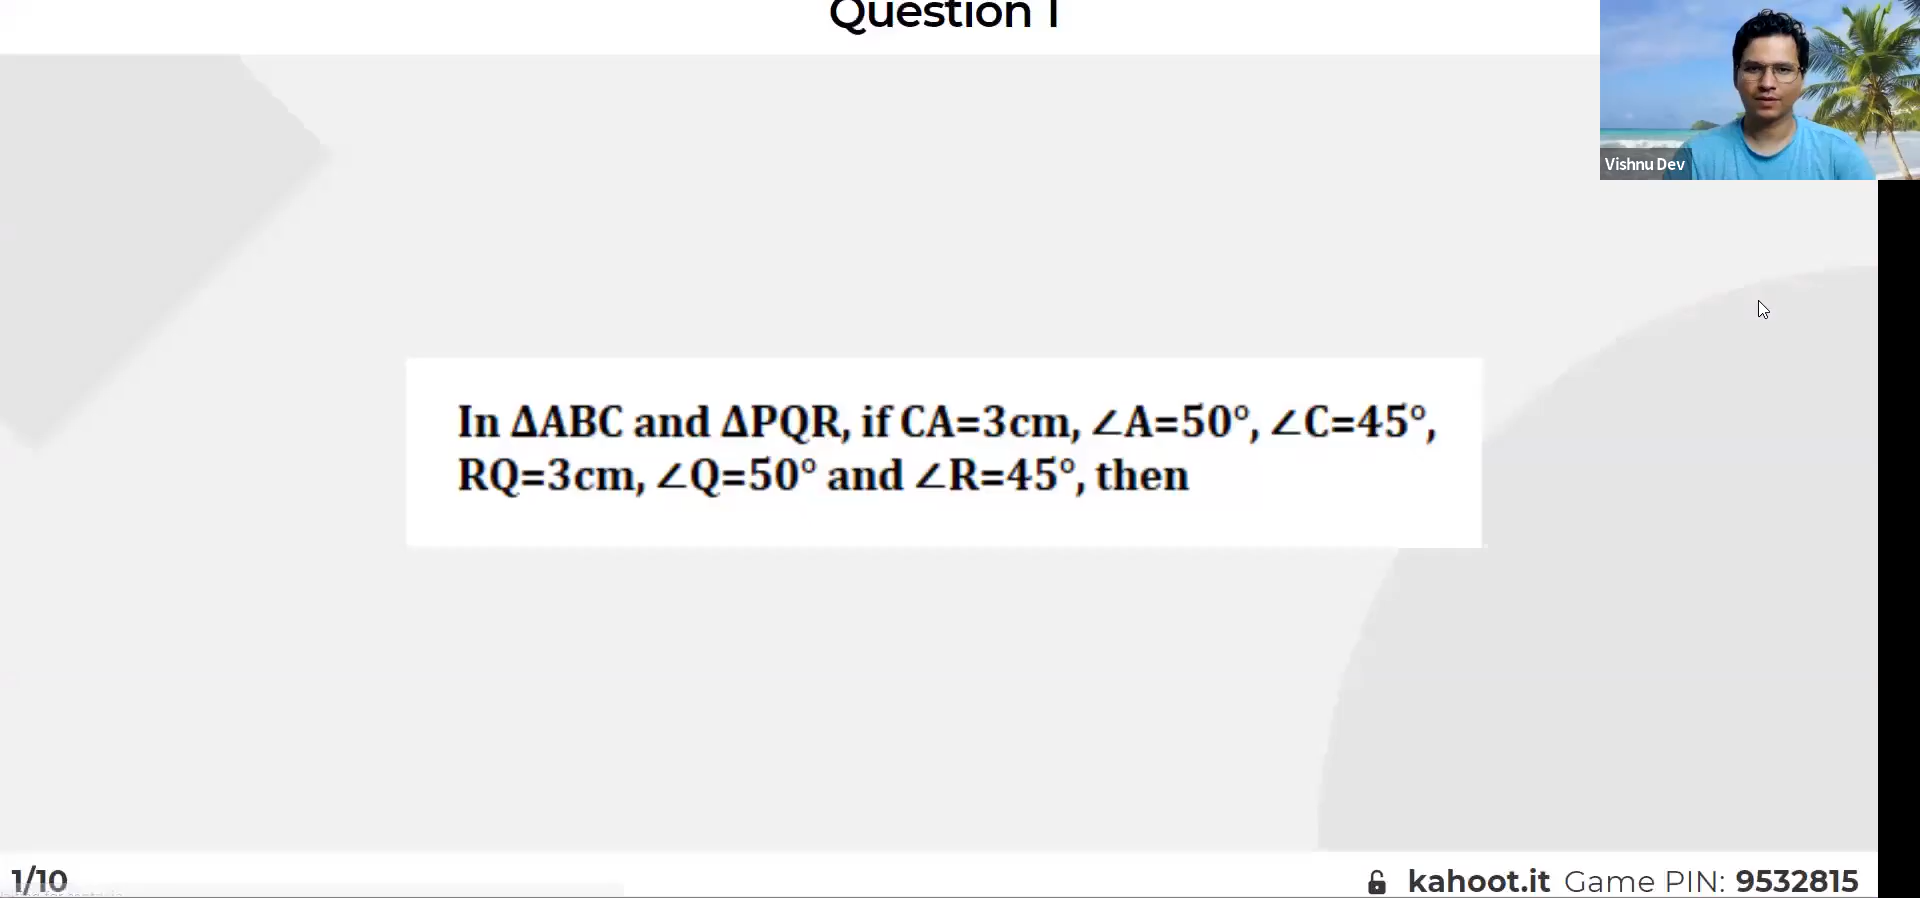 Question 1
Vishnu Dev
In ΔABC and ΔPQR, if CA=3cm, ∠A=50°, ∠C=45°,
RQ=3cm, ∠Q=50° and ∠R=45°, then
1/10
kahoot.it Game PIN: 9532815